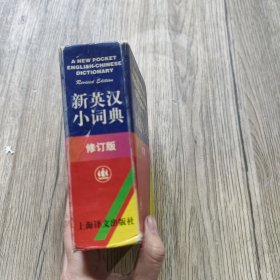 A NEW POCKET
ENGLISH-CHINESE
DICTIONARY
Revised Edition
新英汉
小词典
修订版
上海译文出版社